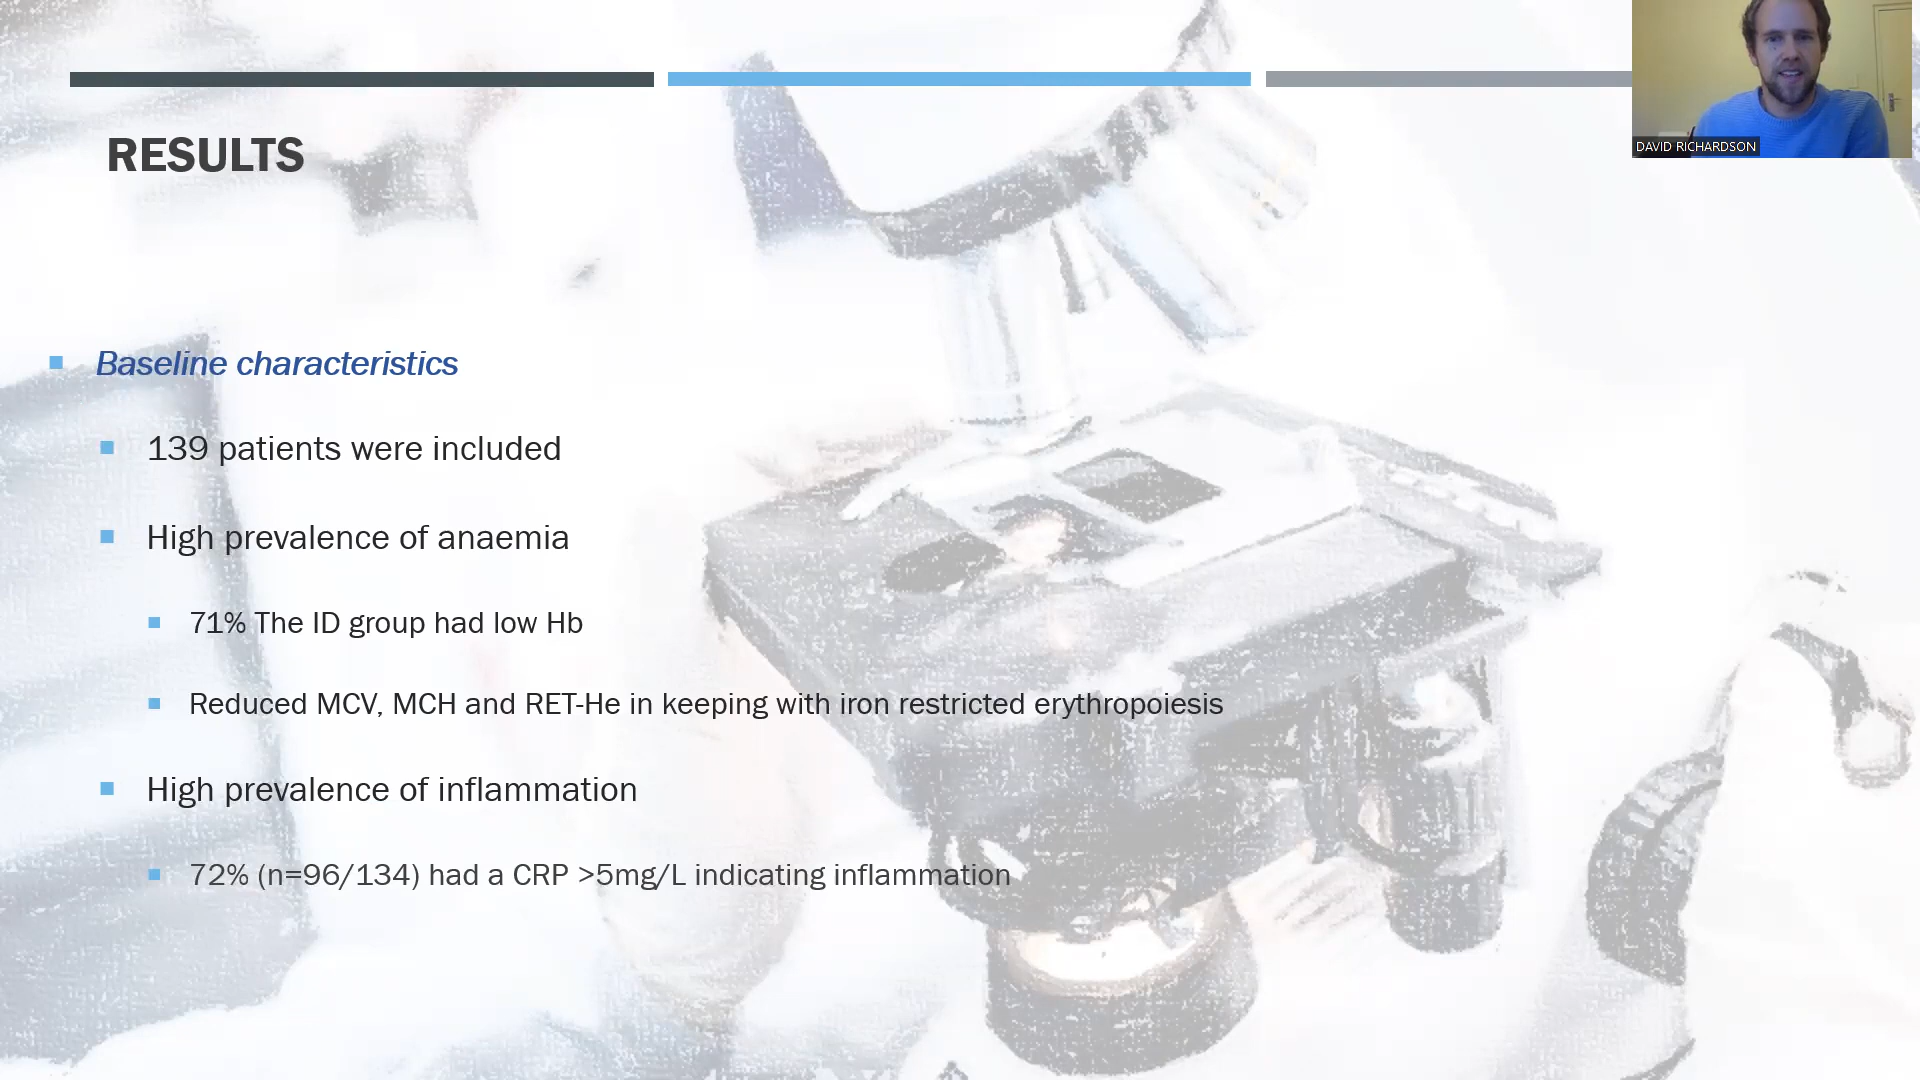 DAVID RICHARDSON
RESULTS
Baseline characteristics
139 patients were included
High prevalence of anaemia
71% The ID group had low Hb
Reduced MCV, MCH and RET-He in keeping with iron restricted erythropoiesis
High prevalence of inflammation
72% (n=96/134) had a CRP >5mg/L indicating inflammation